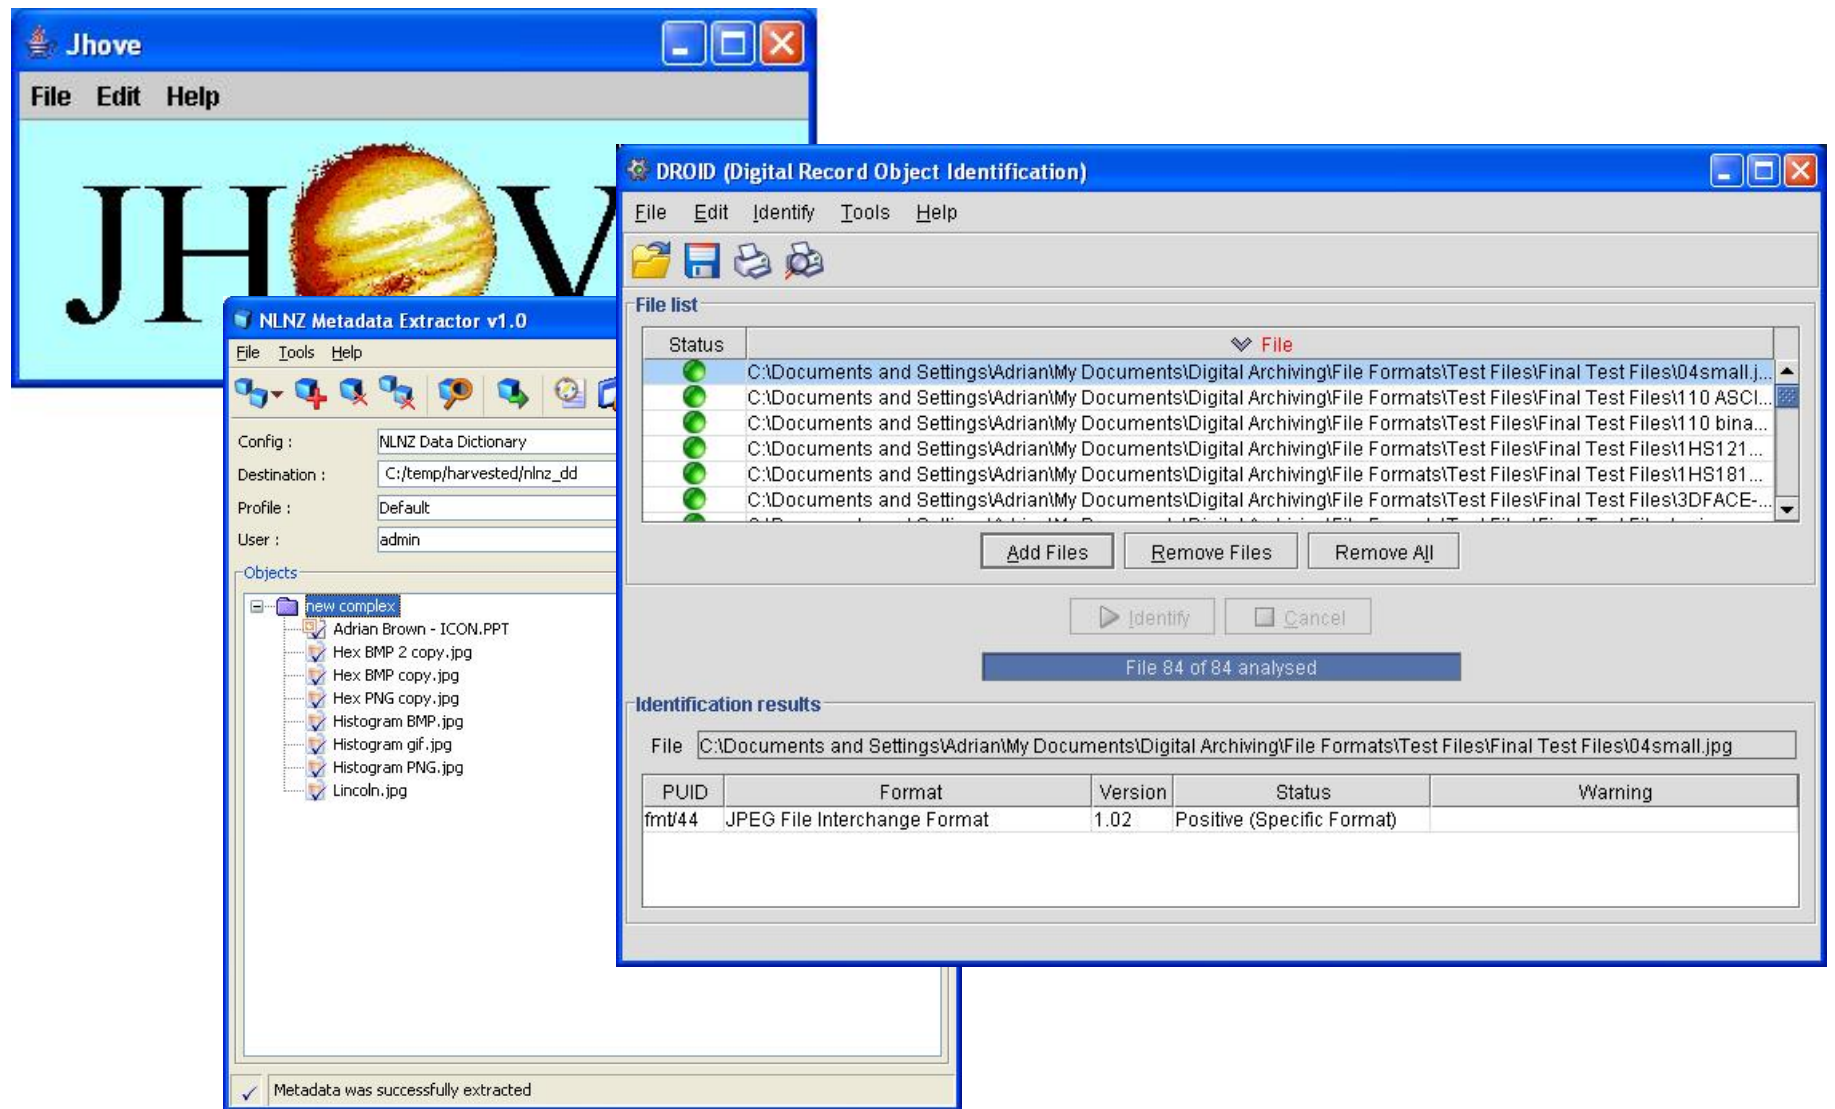 Jhove
File Edit Help
JHOV
DROID (Digital Record Object Identification)
File Edit Identify Tools Help
File list
Status File
C:\Documents and Settings\Adrian\My Documents\Digital Archiving\File Formats\Test Files\Final Test Files\04small.j...
C:\Documents and Settings\Adrian\My Documents\Digital Archiving\File Formats\Test Files\Final Test Files\110 ASCI...
C:\Documents and Settings\Adrian\My Documents\Digital Archiving\File Formats\Test Files\Final Test Files\110 bina...
C:\Documents and Settings\Adrian\My Documents\Digital Archiving\File Formats\Test Files\Final Test Files\1HS121...
C:\Documents and Settings\Adrian\My Documents\Digital Archiving\File Formats\Test Files\Final Test Files\1HS181...
C:\Documents and Settings\Adrian\My Documents\Digital Archiving\File Formats\Test Files\Final Test Files\3DFACE-...
Add Files Remove Files Remove All
Identify Cancel
File 84 of 84 analysed
Identification results
File C:\Documents and Settings\Adrian\My Documents\Digital Archiving\File Formats\Test Files\Final Test Files\04small.jpg
PUID Format Version Status Warning
fmt/44 JPEG File Interchange Format 1.02 Positive (Specific Format)
NLNZ Metadata Extractor v1.0
File Tools Help
Config : NLNZ Data Dictionary
Destination : C:/temp/harvested/nlnz_dd
Profile : Default
User : admin
Objects
new complex
Adrian Brown - ICON.PPT
Hex BMP 2 copy.jpg
Hex BMP copy.jpg
Hex PNG copy.jpg
Histogram BMP.jpg
Histogram gif.jpg
Histogram PNG.jpg
Lincoln.jpg
Metadata was successfully extracted